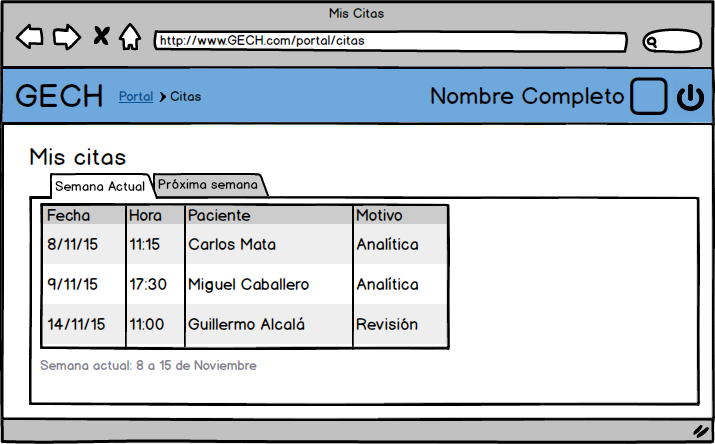 Mis Citas
http://www.GECH.com/portal/citas
GECH Portal Citas Nombre Completo
Mis citas
Semana Actual Próxima semana
Fecha Hora Paciente Motivo
8/11/15 11:15 Carlos Mata Analítica
9/11/15 17:30 Miguel Caballero Analítica
14/11/15 11:00 Guillermo Alcalá Revisión
Semana actual: 8 a 15 de Noviembre